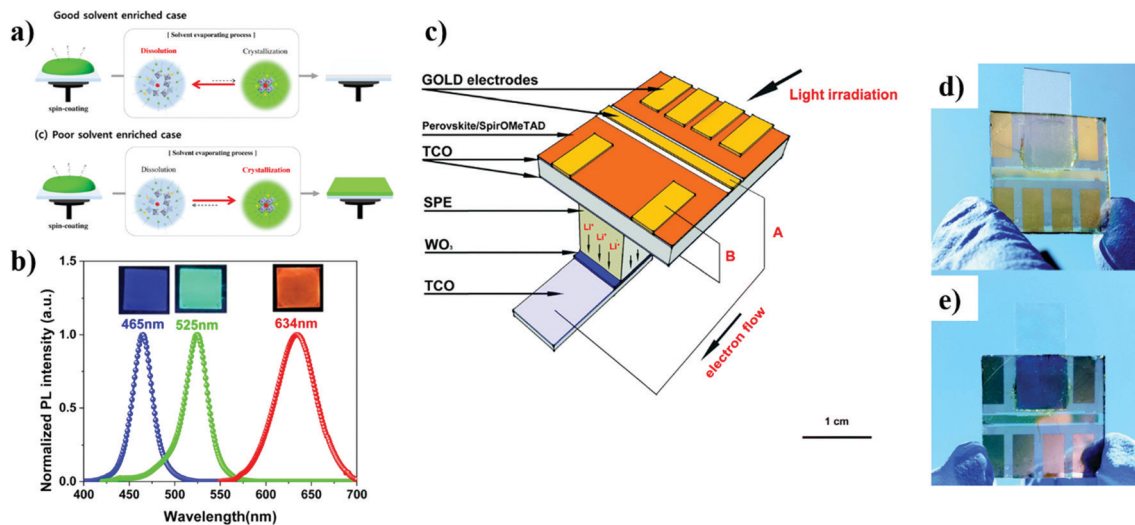 a)
Good solvent enriched case
[ Solvent evaporating process ]
Dissolution
Crystallization
spin-coating
(c) Poor solvent enriched case
[ Solvent evaporating process ]
Dissolution
Crystallization
spin-coating
b)
Normalized PL intensity (a.u.)
1.5
1.0
0.5
0.0
465nm
525nm
634nm
400
450
500
550
600
650
700
Wavelength(nm)
c)
GOLD electrodes
Light irradiation
Perovskite/SpirOMeTAD
TCO
SPE
Li⁺
Li⁺
Li⁺
Li⁺
WO₃
TCO
A
B
electron flow
1 cm
d)
e)